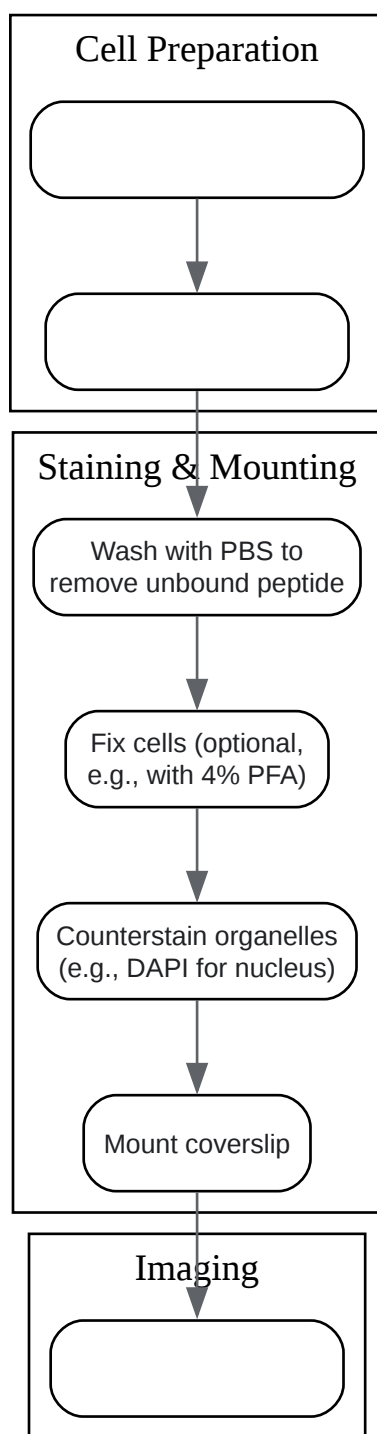 Cell Preparation
Staining & Mounting
Wash with PBS to
remove unbound peptide
Fix cells (optional,
e.g., with 4% PFA)
Counterstain organelles
(e.g., DAPI for nucleus)
Mount coverslip
Imaging